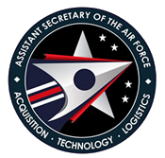 ASSISTANT SECRETARY OF THE AIR FORCE
ACQUISITION · TECHNOLOGY · LOGISTICS